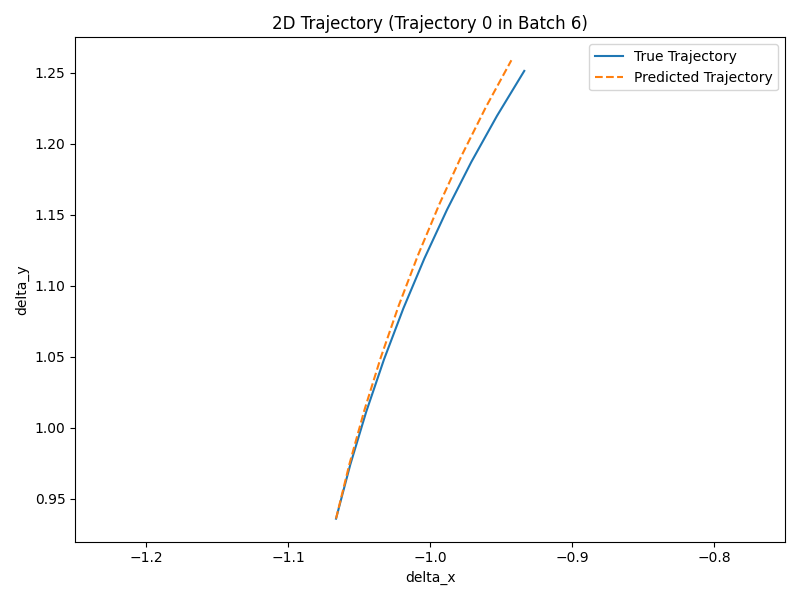 2D Trajectory (Trajectory 0 in Batch 6)
True Trajectory
Predicted Trajectory
delta_y
1.25
1.20
1.15
1.10
1.05
1.00
0.95
−1.2 −1.1 −1.0 −0.9 −0.8
delta_x